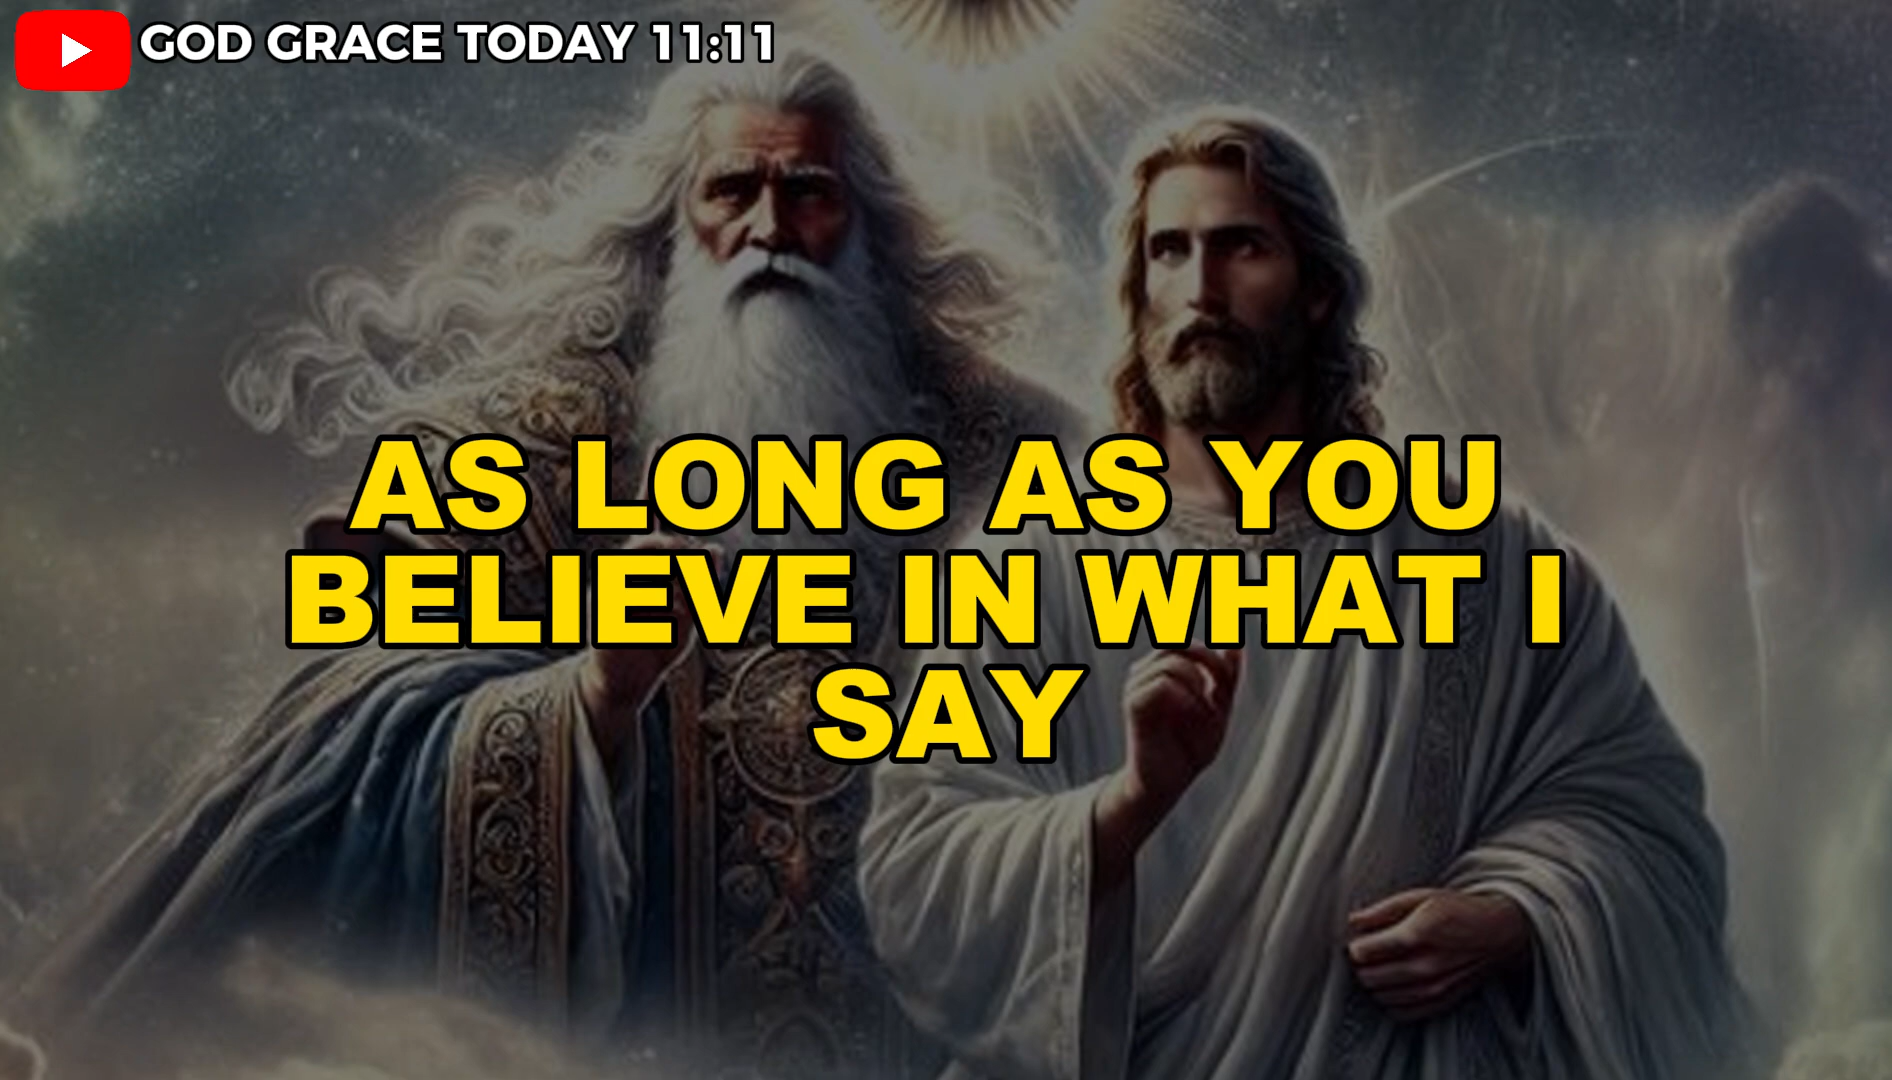 GOD GRACE TODAY 11:11
AS LONG AS YOU
BELIEVE IN WHAT I
SAY